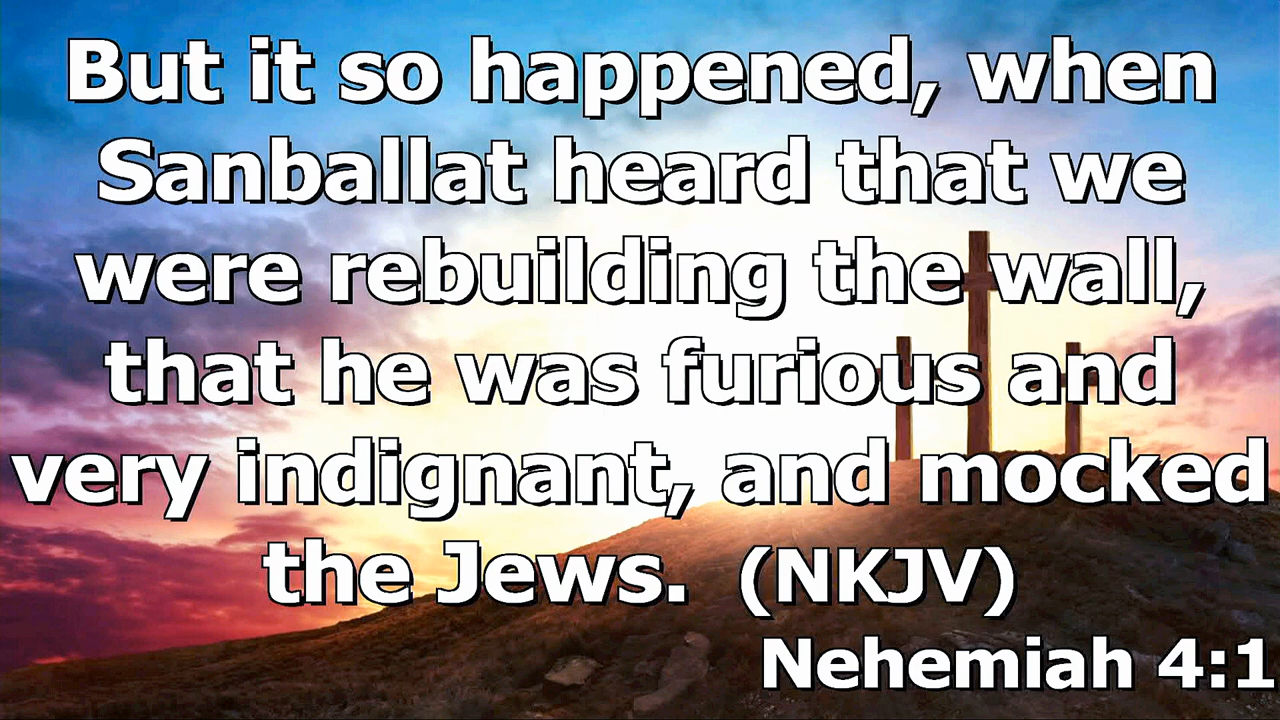 But it so happened, when
Sanballat heard that we
were rebuilding the wall,
that he was furious and
very indignant, and mocked
the Jews.  (NKJV)
Nehemiah 4:1